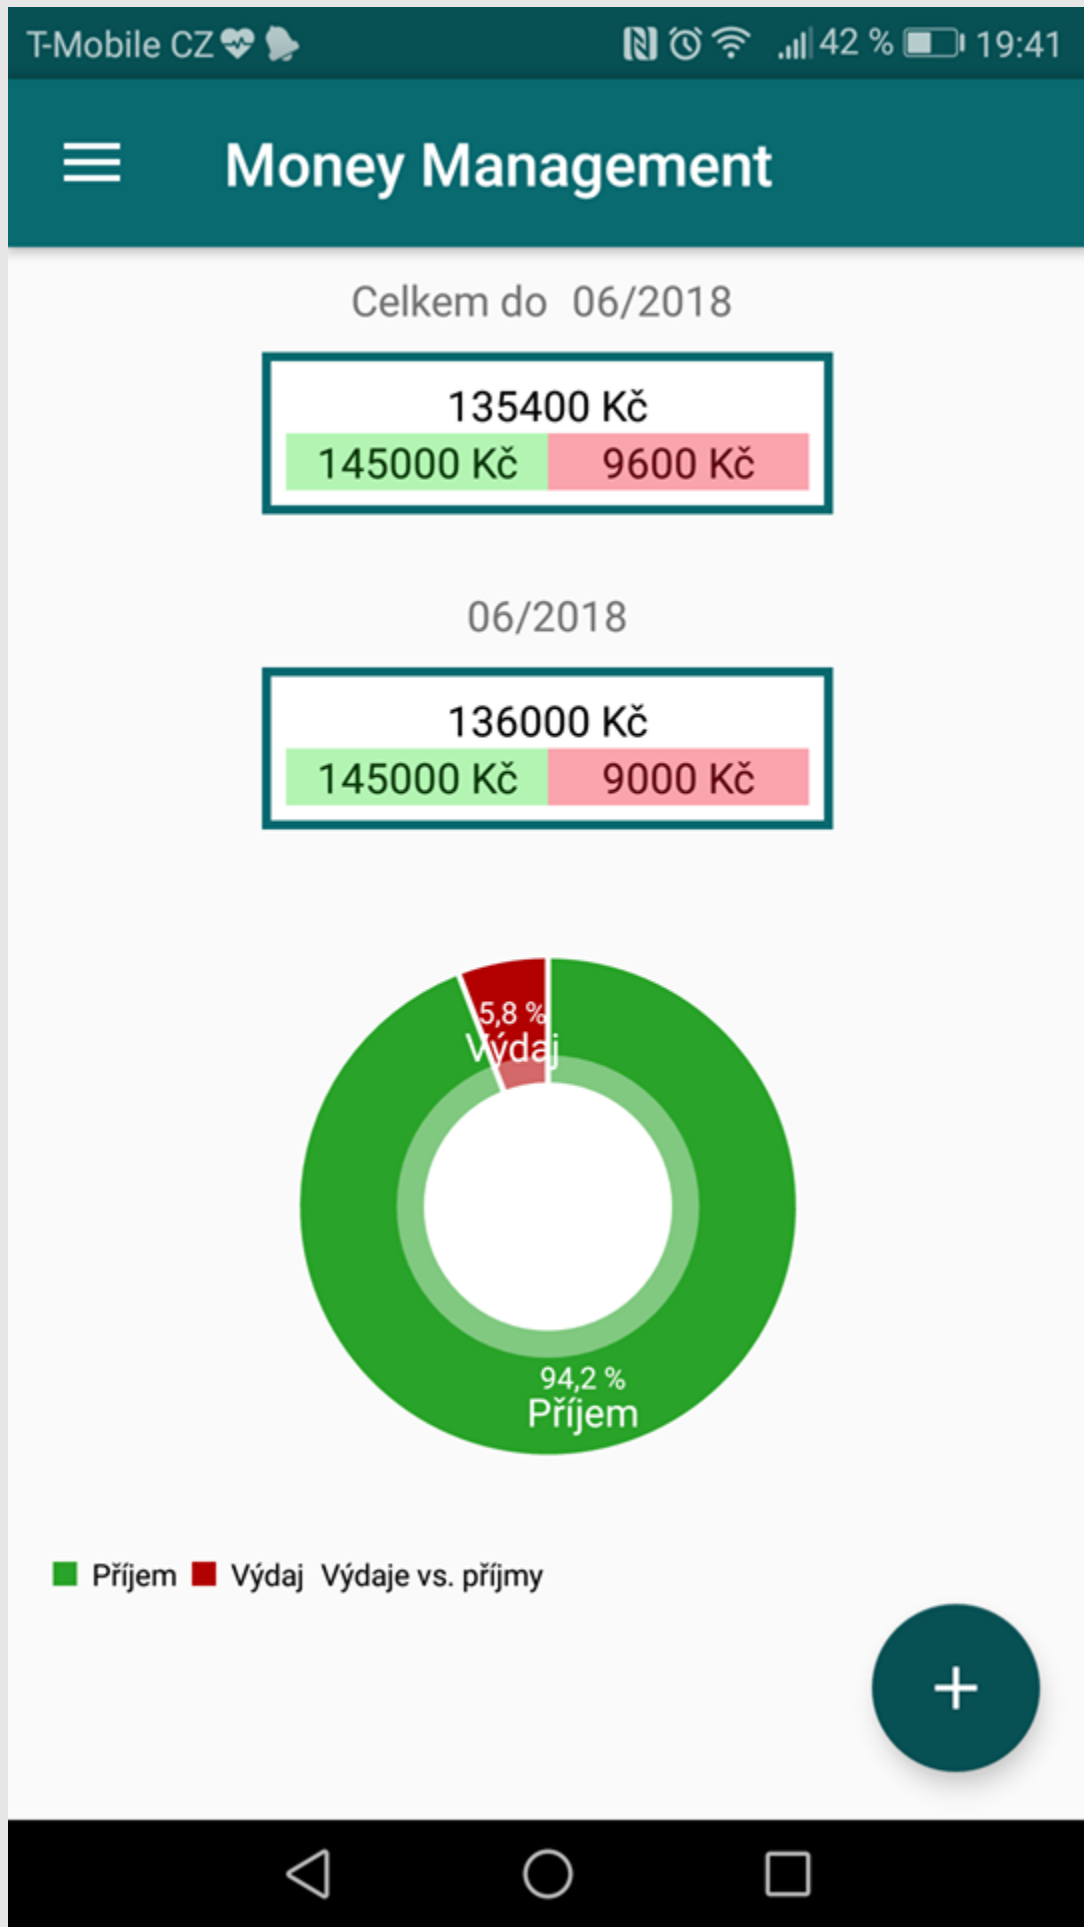 T-Mobile CZ 42 % 19:41
Money Management
Celkem do 06/2018
135400 Kč
145000 Kč 9600 Kč
06/2018
136000 Kč
145000 Kč 9000 Kč
5,8 %
Výdaj
94,2 %
Příjem
Příjem Výdaj Výdaje vs. příjmy
+